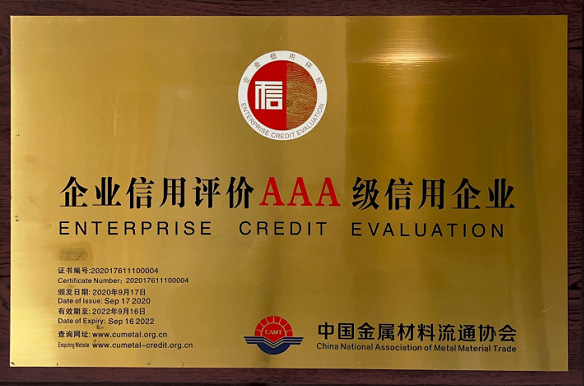 企业信用评价
信
ENTERPRISE CREDIT EVALUATION
企业信用评价AAA级信用企业
ENTERPRISE CREDIT EVALUATION
证书编号:202017611100004
Certificate Number: 202017611100004
颁发日期: 2020年9月17日
Date of Issue: Sep 17 2020
有效期至: 2022年9月16日
Date of Expiry: Sep 16 2022
查询网址:www.cumetal.org.cn
Enquiring Website www.cumetal-credit.org.cn
CAMT
中国金属材料流通协会
China National Association of Metal Material Trade